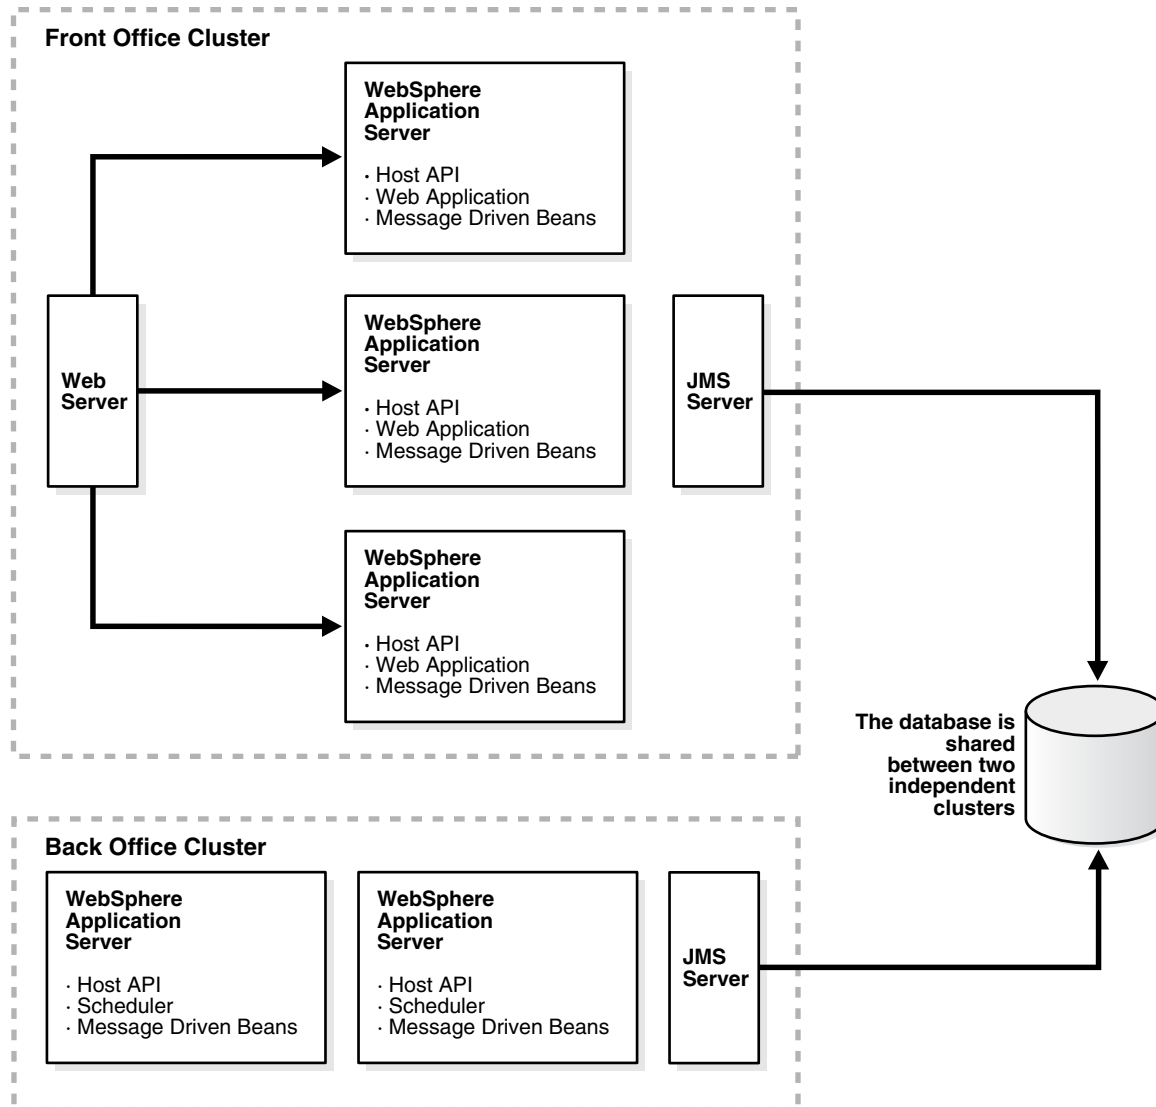 Front Office Cluster
WebSphere
Application
Server
· Host API
· Web Application
· Message Driven Beans
Web
Server
WebSphere
Application
Server
· Host API
· Web Application
· Message Driven Beans
JMS
Server
WebSphere
Application
Server
· Host API
· Web Application
· Message Driven Beans
The database is
shared
between two
independent
clusters
Back Office Cluster
WebSphere
Application
Server
· Host API
· Scheduler
· Message Driven Beans
WebSphere
Application
Server
· Host API
· Scheduler
· Message Driven Beans
JMS
Server